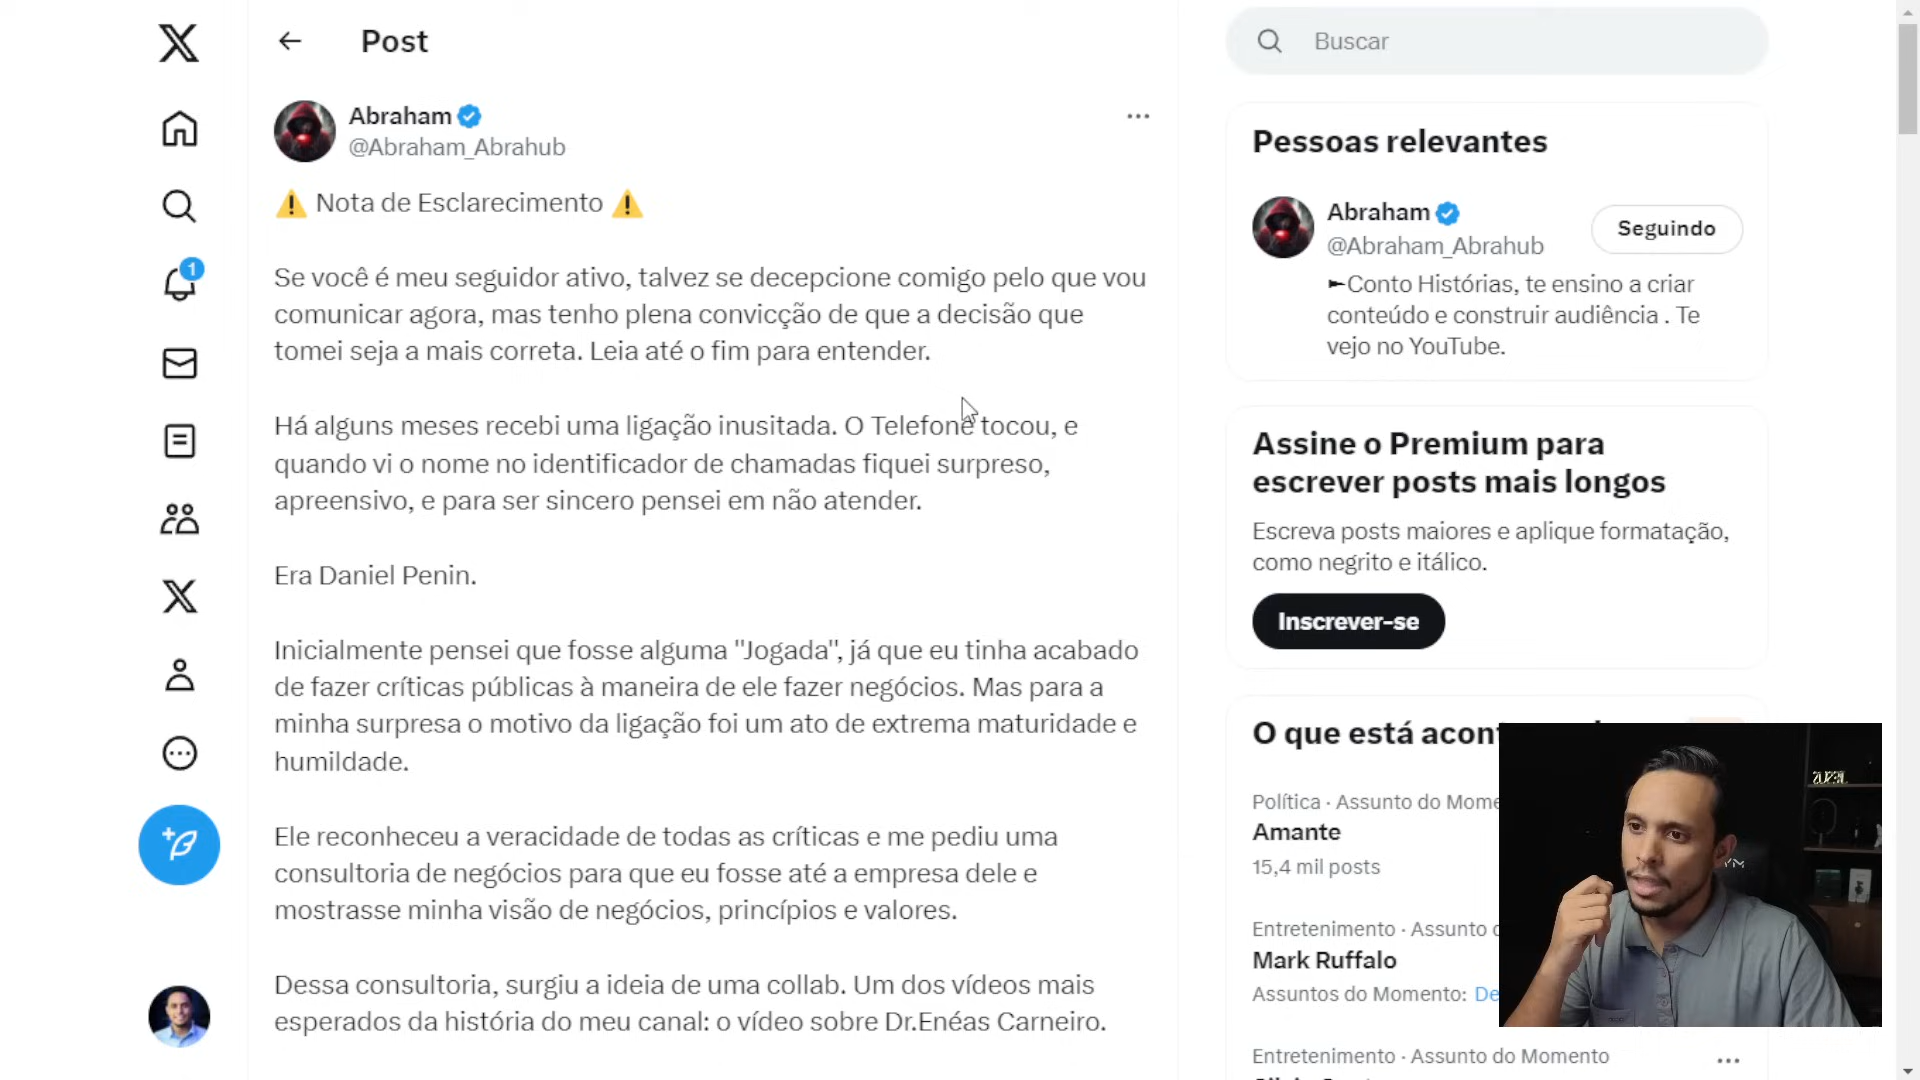 Post
Abraham
@Abraham_Abrahub
⚠️ Nota de Esclarecimento ⚠️
Se você é meu seguidor ativo, talvez se decepcione comigo pelo que vou
comunicar agora, mas tenho plena convicção de que a decisão que
tomei seja a mais correta. Leia até o fim para entender.
Há alguns meses recebi uma ligação inusitada. O Telefone tocou, e
quando vi o nome no identificador de chamadas fiquei surpreso,
apreensivo, e para ser sincero pensei em não atender.
Era Daniel Penin.
Inicialmente pensei que fosse alguma "Jogada", já que eu tinha acabado
de fazer críticas públicas à maneira de ele fazer negócios. Mas para a
minha surpresa o motivo da ligação foi um ato de extrema maturidade e
humildade.
Ele reconheceu a veracidade de todas as críticas e me pediu uma
consultoria de negócios para que eu fosse até a empresa dele e
mostrasse minha visão de negócios, princípios e valores.
Dessa consultoria, surgiu a ideia de uma collab. Um dos vídeos mais
esperados da história do meu canal: o vídeo sobre Dr.Enéas Carneiro.
1
Buscar
Pessoas relevantes
Abraham
@Abraham_Abrahub
Seguindo
►Conto Histórias, te ensino a criar
conteúdo e construir audiência . Te
vejo no YouTube.
Assine o Premium para
escrever posts mais longos
Escreva posts maiores e aplique formatação,
como negrito e itálico.
Inscrever-se
O que está
Política · Assunto do
Amante
15,4 mil posts
Entretenimento · Assunto
Mark Ruffalo
Assuntos do Momento:
Entretenimento · Assunto do Momento